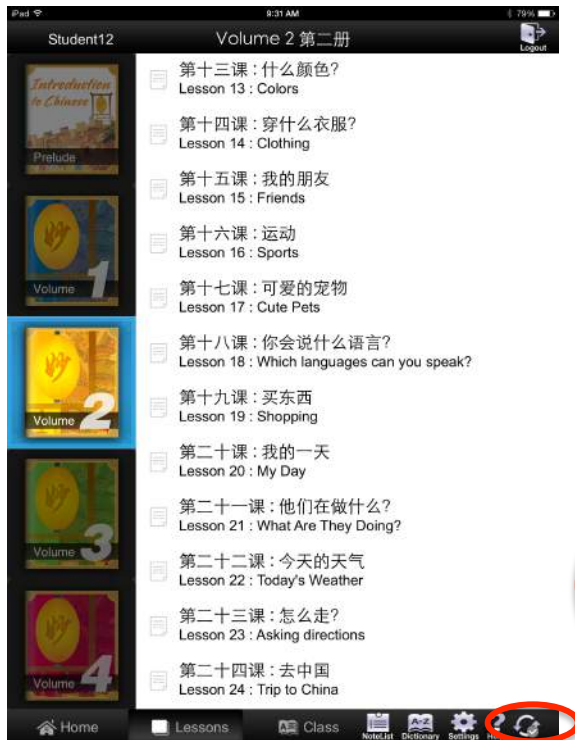 iPad 9:31 AM 79%
Student12 Volume 2 第二册 Logout
Introduction
to Chinese
Prelude
Volume 1
Volume 2
Volume 3
Volume 4
第十三课：什么颜色?
Lesson 13 : Colors
第十四课：穿什么衣服?
Lesson 14 : Clothing
第十五课：我的朋友
Lesson 15 : Friends
第十六课：运动
Lesson 16 : Sports
第十七课：可爱的宠物
Lesson 17 : Cute Pets
第十八课：你会说什么语言?
Lesson 18 : Which languages can you speak?
第十九课：买东西
Lesson 19 : Shopping
第二十课：我的一天
Lesson 20 : My Day
第二十一课：他们在做什么?
Lesson 21 : What Are They Doing?
第二十二课：今天的天气
Lesson 22 : Today's Weather
第二十三课：怎么走?
Lesson 23 : Asking directions
第二十四课：去中国
Lesson 24 : Trip to China
Home Lessons Class NoteList A-Z Dictionary Settings